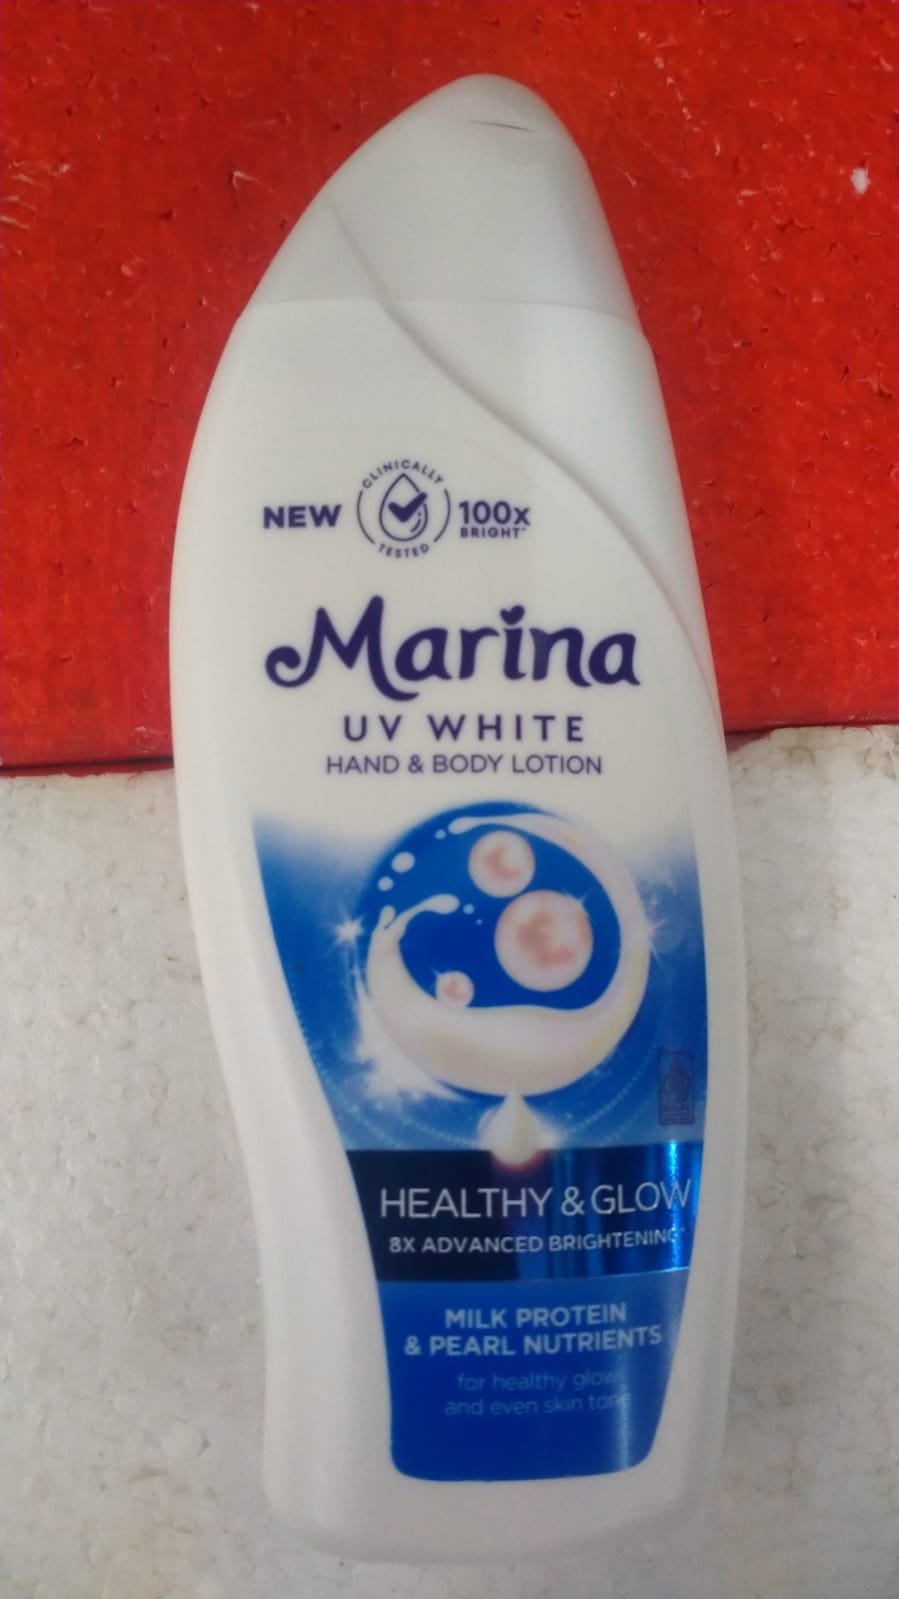 NEW
CLINICALLY
TESTED
100x
BRIGHT*
Marina
UV WHITE
HAND & BODY LOTION
HEALTHY & GLOW
8X ADVANCED BRIGHTENING*
MILK PROTEIN
& PEARL NUTRIENTS
for healthy glow
and even skin tone